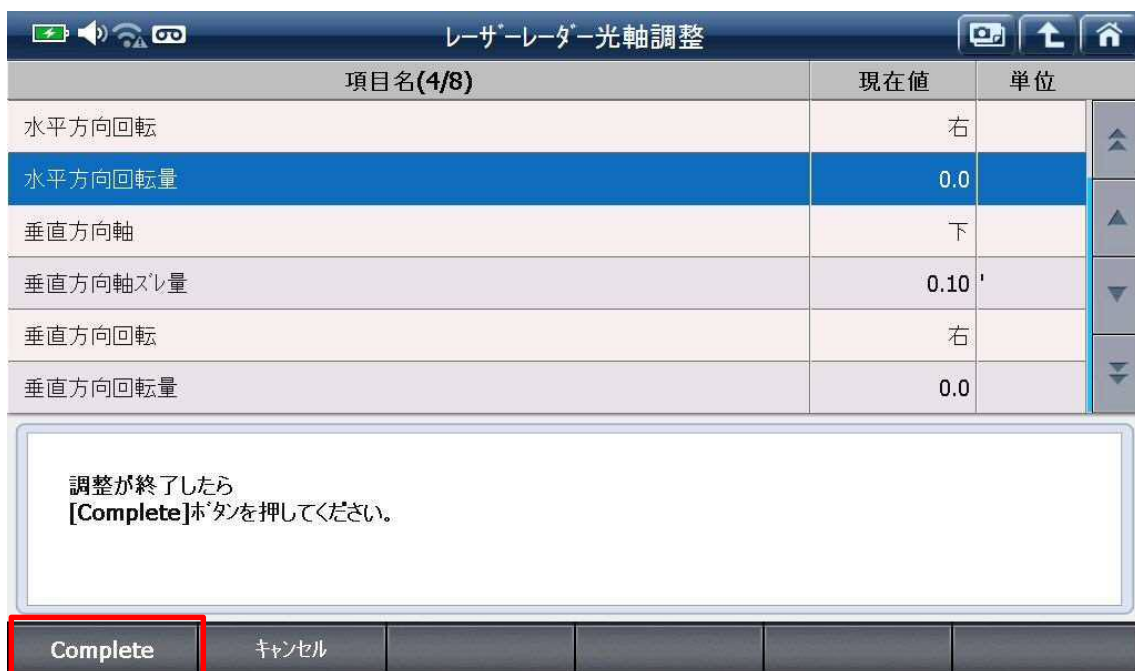 レーザーレーダー光軸調整
項目名(4/8) 現在値 単位
水平方向回転 右
水平方向回転量 0.0
垂直方向軸 下
垂直方向軸ズレ量 0.10 '
垂直方向回転 右
垂直方向回転量 0.0
調整が終了したら
[Complete]ボタンを押してください。
Complete キャンセル